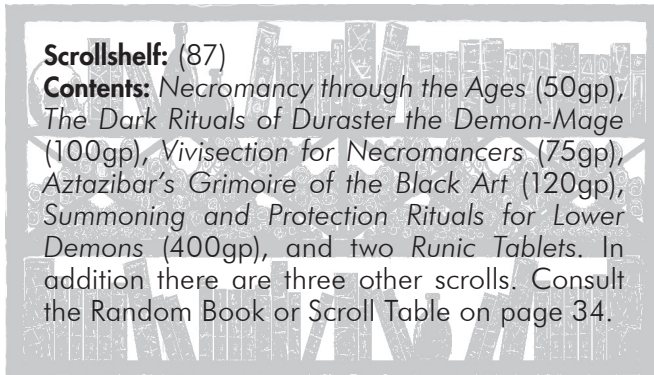 Scrollshelf: (87)
Contents: Necromancy through the Ages (50gp),
The Dark Rituals of Duraster the Demon-Mage
(100gp), Vivisection for Necromancers (75gp),
Aztazibar’s Grimoire of the Black Art (120gp),
Summoning and Protection Rituals for Lower
Demons (400gp), and two Runic Tablets. In
addition there are three other scrolls. Consult
the Random Book or Scroll Table on page 34.